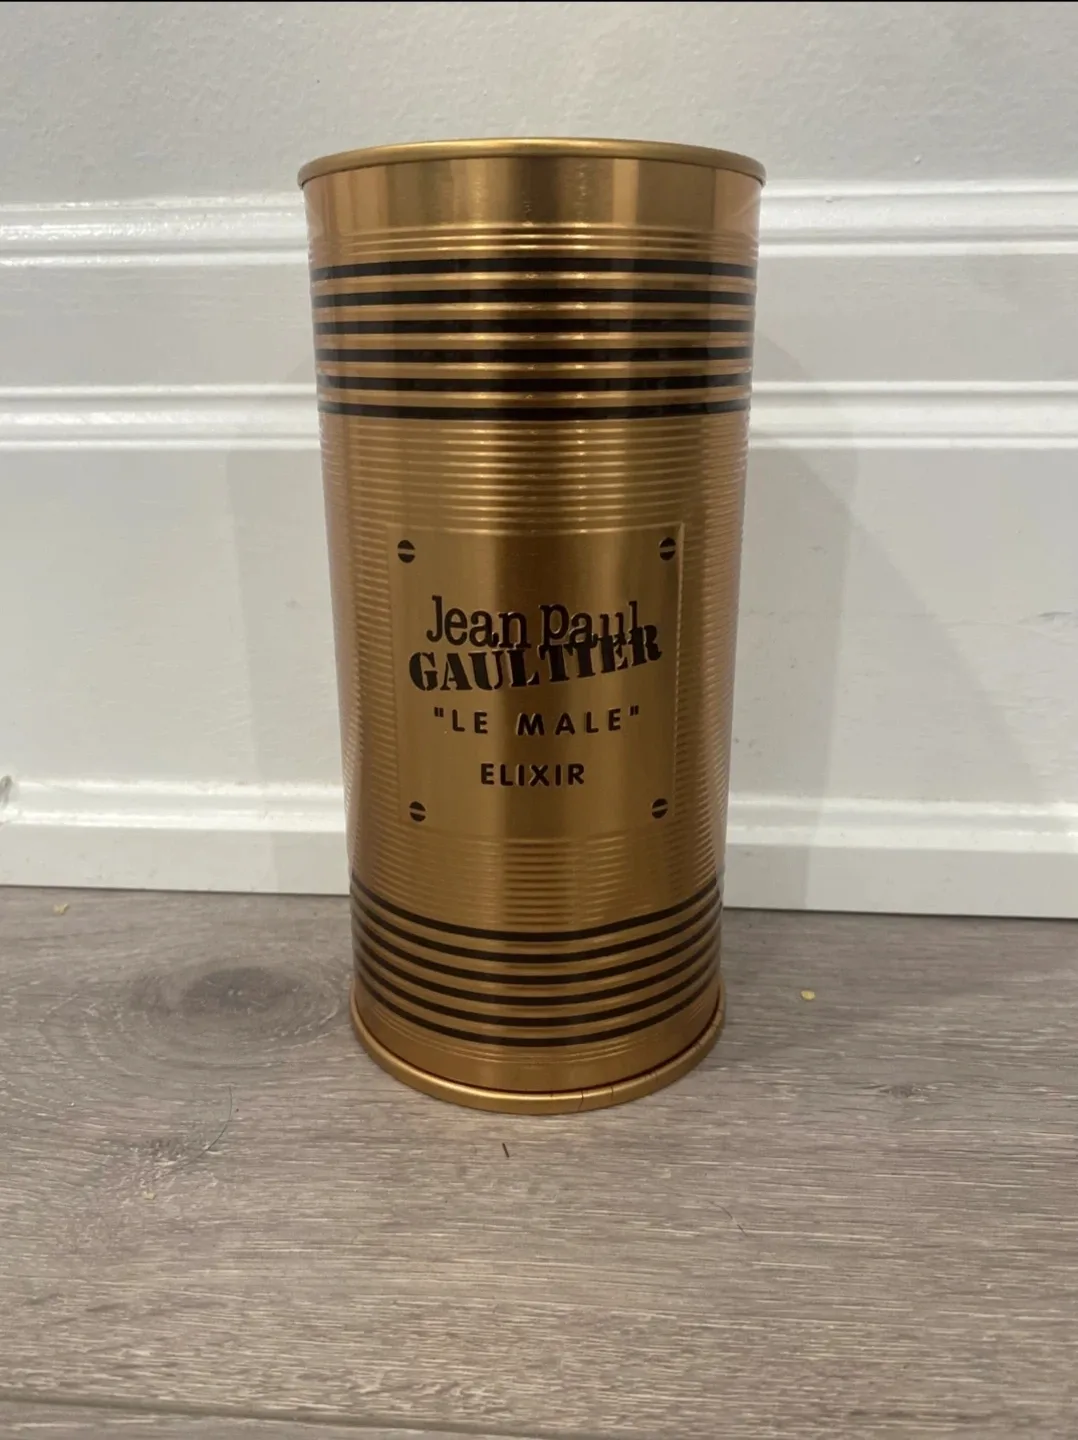 Jean Paul
GAULTIER
"LE MALE"
ELIXIR